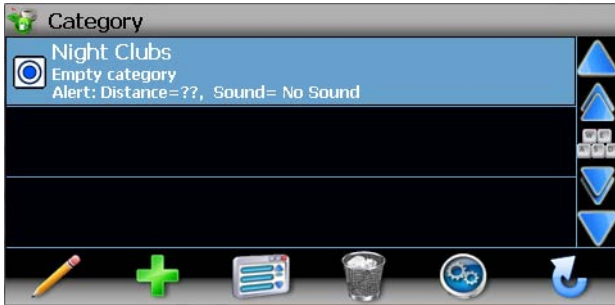 Category
Night Clubs
Empty category
Alert: Distance=??, Sound= No Sound